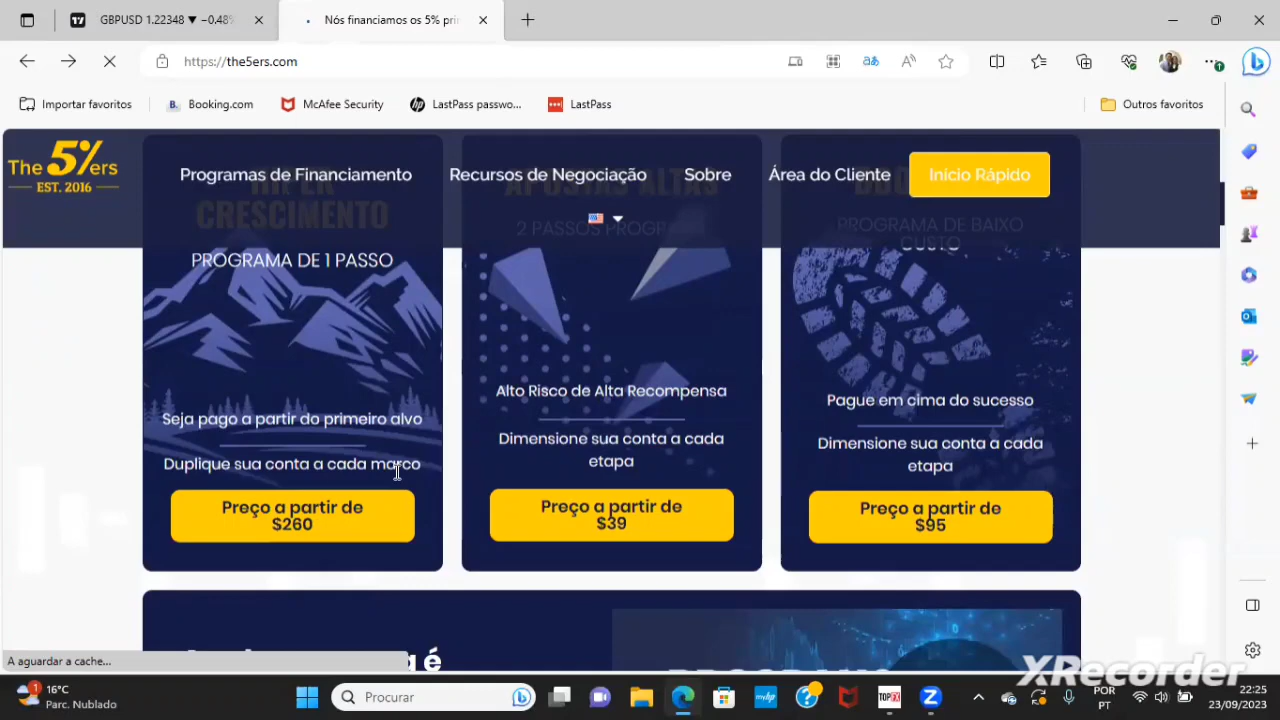 GBPUSD 1.22348 ▼ −0.48%
Nós financiamos os 5% pri
https://the5ers.com
Importar favoritos
B.
Booking.com
McAfee Security
LastPass passwo...
LastPass
Outros favoritos
The 5%ers
EST. 2016
Programas de Financiamento
Recursos de Negociação
Sobre
Área do Cliente
Início Rápido
CRESCIMENTO
PROGRAMA DE 1 PASSO
APOSTAS ALTAS
2 PASSOS PROGR
PROGRAMA DE BAIXO
CUSTO
Seja pago a partir do primeiro alvo
Duplique sua conta a cada marco
Preço a partir de
$260
Alto Risco de Alta Recompensa
Dimensione sua conta a cada
etapa
Preço a partir de
$39
Pague em cima do sucesso
Dimensione sua conta a cada
etapa
Preço a partir de
$95
A aguardar a cache...
XRecorder
1
16°C
Parc. Nublado
Procurar
TOPFX
POR
PT
22:25
23/09/2023